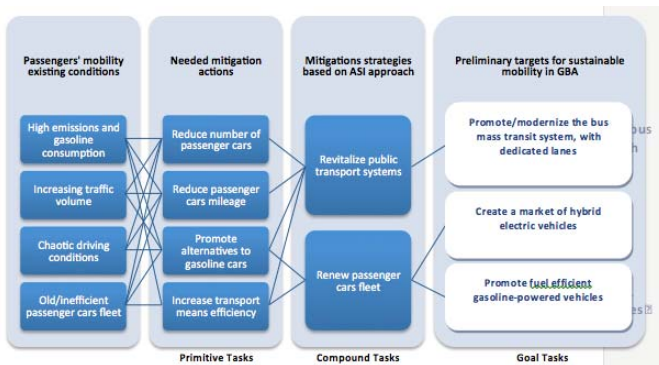 Passengers' mobility
existing conditions
Needed mitigation
actions
Mitigations strategies
based on ASI approach
Preliminary targets for sustainable
mobility in GBA
High emissions and
gasoline
consumption
Increasing traffic
volume
Chaotic driving
conditions
Old/inefficient
passenger cars fleet
Reduce number of
passenger cars
Reduce passenger
cars mileage
Promote
alternatives to
gasoline cars
Increase transport
means efficiency
Revitalize public
transport systems
Renew passenger
cars fleet
Promote/modernize the bus
mass transit system, with
dedicated lanes
Create a market of hybrid
electric vehicles
Promote fuel efficient
gasoline-powered vehicles
bus
Primitive Tasks
Compound Tasks
Goal Tasks